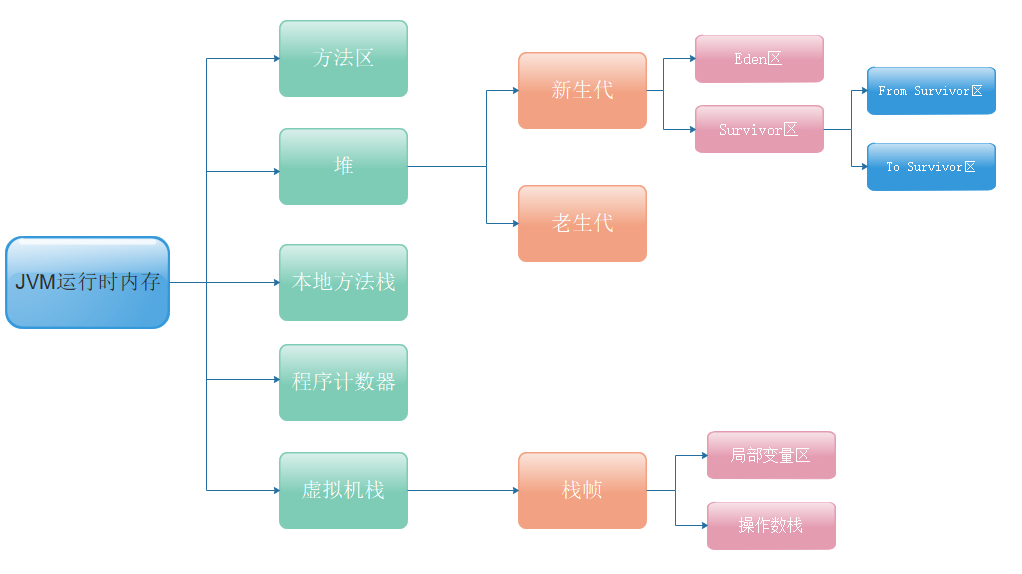 JVM运行时内存
方法区
堆
本地方法栈
程序计数器
虚拟机栈
新生代
老生代
栈帧
Eden区
Survivor区
From Survivor区
To Survivor区
局部变量区
操作数栈